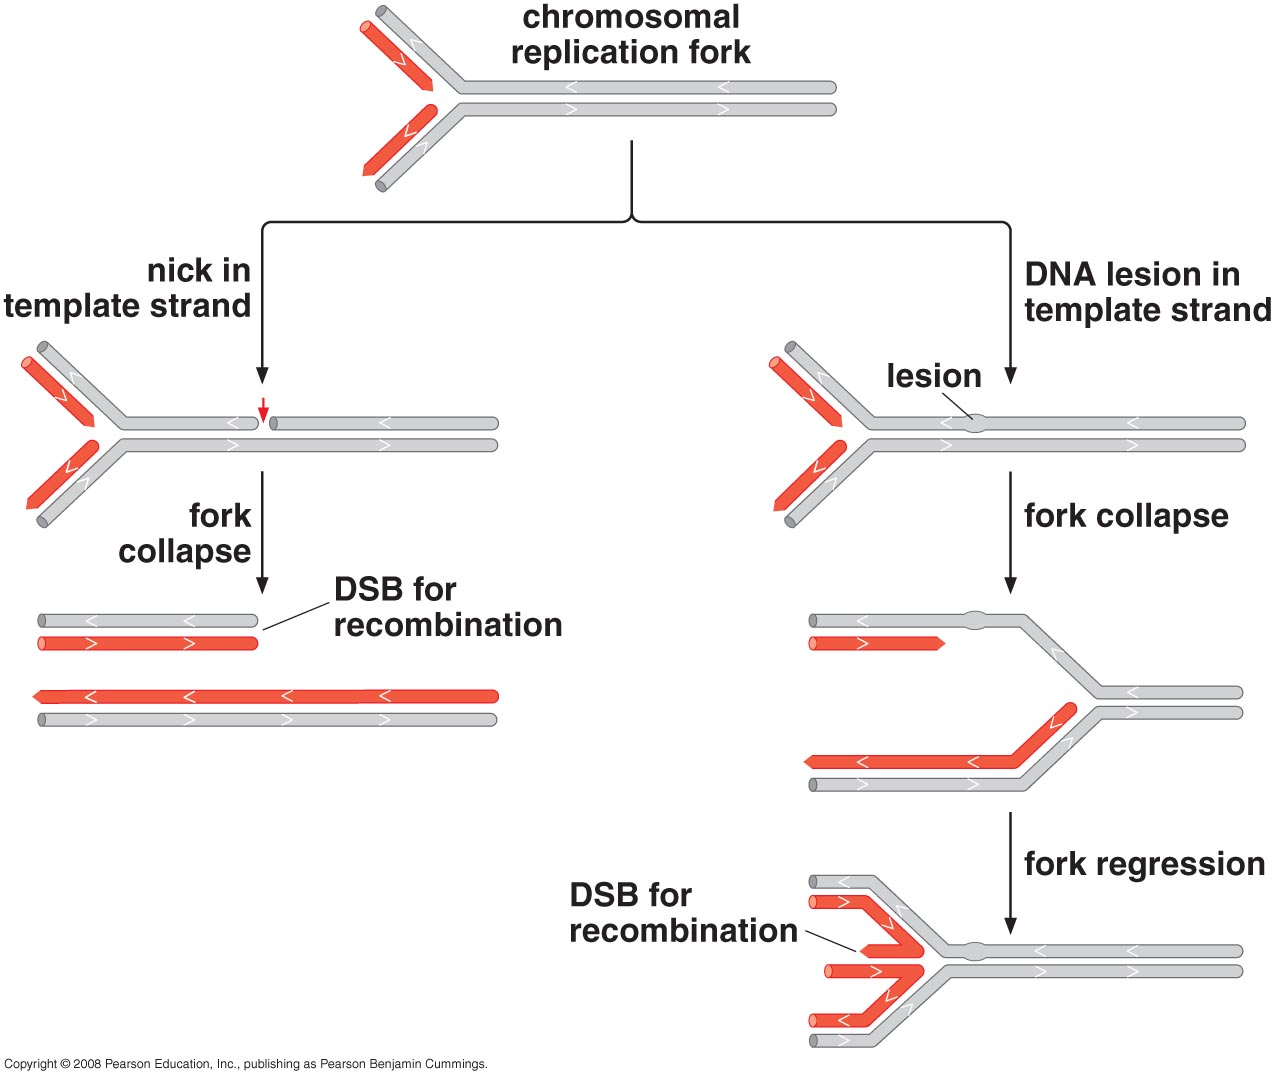 chromosomal
replication fork
nick in
template strand
DNA lesion in
template strand
lesion
fork
collapse
fork collapse
DSB for
recombination
fork regression
DSB for
recombination
Copyright © 2008 Pearson Education, Inc., publishing as Pearson Benjamin Cummings.